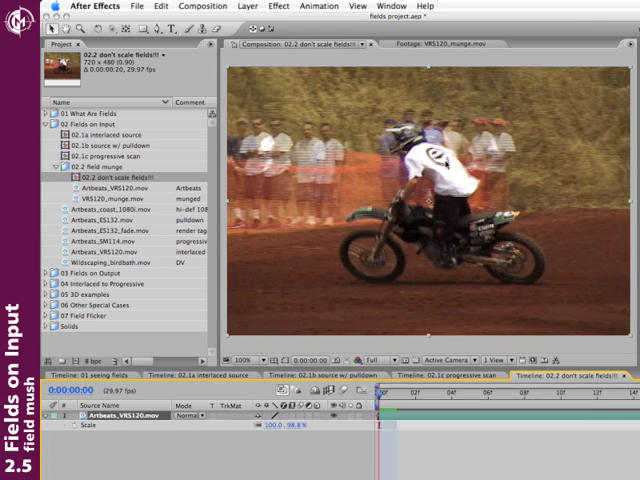 After Effects File Edit Composition Layer Effect Animation View Window Help
fields project.aep *
Project ×
02.2 don't scale fields!!!
720 x 480 (0.90)
Δ 0:00:00:20, 29.97 fps
Name Comment
01 What Are Fields
02 Fields on Input
02.1a interlaced source
02.1b source w/ pulldown
02.1c progressive scan
02.2 field munge
02.2 don't scale fields!!!
Artbeats_VRS120.mov Artbeats
VRS120_munge.mov munged
Artbeats_coast_1080i.mov hi-def 108
Artbeats_ES132.mov pulldown
Artbeats_ES132_fade.mov render tag
Artbeats_SM114.mov progressiv
Artbeats_VRS120.mov interlaced
Wildscaping_birdbath.mov DV
03 Fields on Output
04 Interlaced to Progressive
05 3D examples
06 Other Special Cases
07 Field Flicker
Solids
8 bpc
Composition: 02.2 don't scale fields!!! × Footage: VRS120_munge.mov
100% 0:00:00:00 Full Active Camera 1 View
Timeline: 01 seeing fields Timeline: 02.1a interlaced source Timeline: 02.1b source w/ pulldown Timeline: 02.1c progressive scan Timeline: 02.2 don't scale fields!!! ×
0:00:00:00 (29.97 fps)
# Source Name Mode T TrkMat
02f 04f 06f 08f 10f 12f 14f
1 Artbeats_VRS120.mov Normal
Scale 100.0, 98.8%
2.5 Fields on Input
field mush